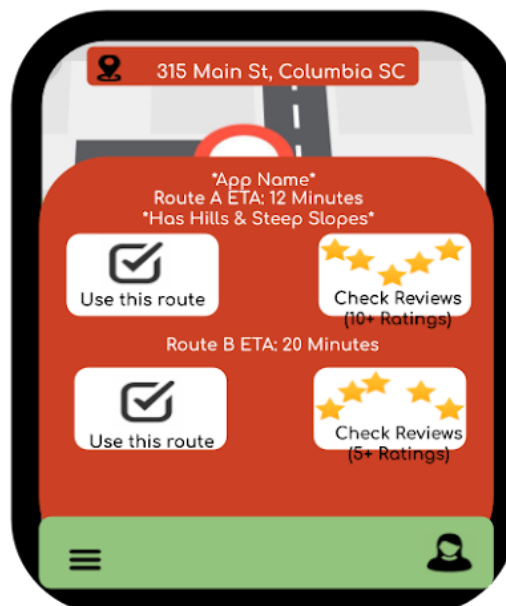 315 Main St, Columbia SC
*App Name*
Route A ETA: 12 Minutes
*Has Hills & Steep Slopes*
Use this route
Check Reviews
(10+ Ratings)
Route B ETA: 20 Minutes
Use this route
Check Reviews
(5+ Ratings)